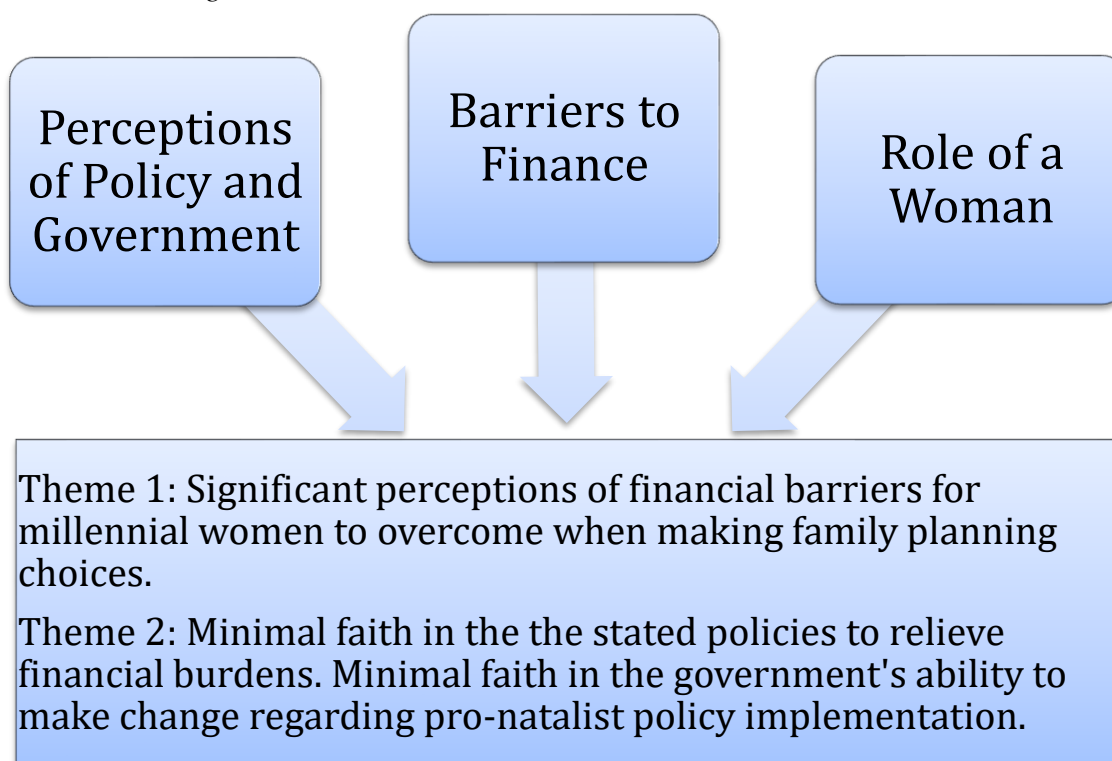 Perceptions
of Policy and
Government
Barriers to
Finance
Role of a
Woman
Theme 1: Significant perceptions of financial barriers for
millennial women to overcome when making family planning
choices.
Theme 2: Minimal faith in the the stated policies to relieve
financial burdens. Minimal faith in the government's ability to
make change regarding pro-natalist policy implementation.